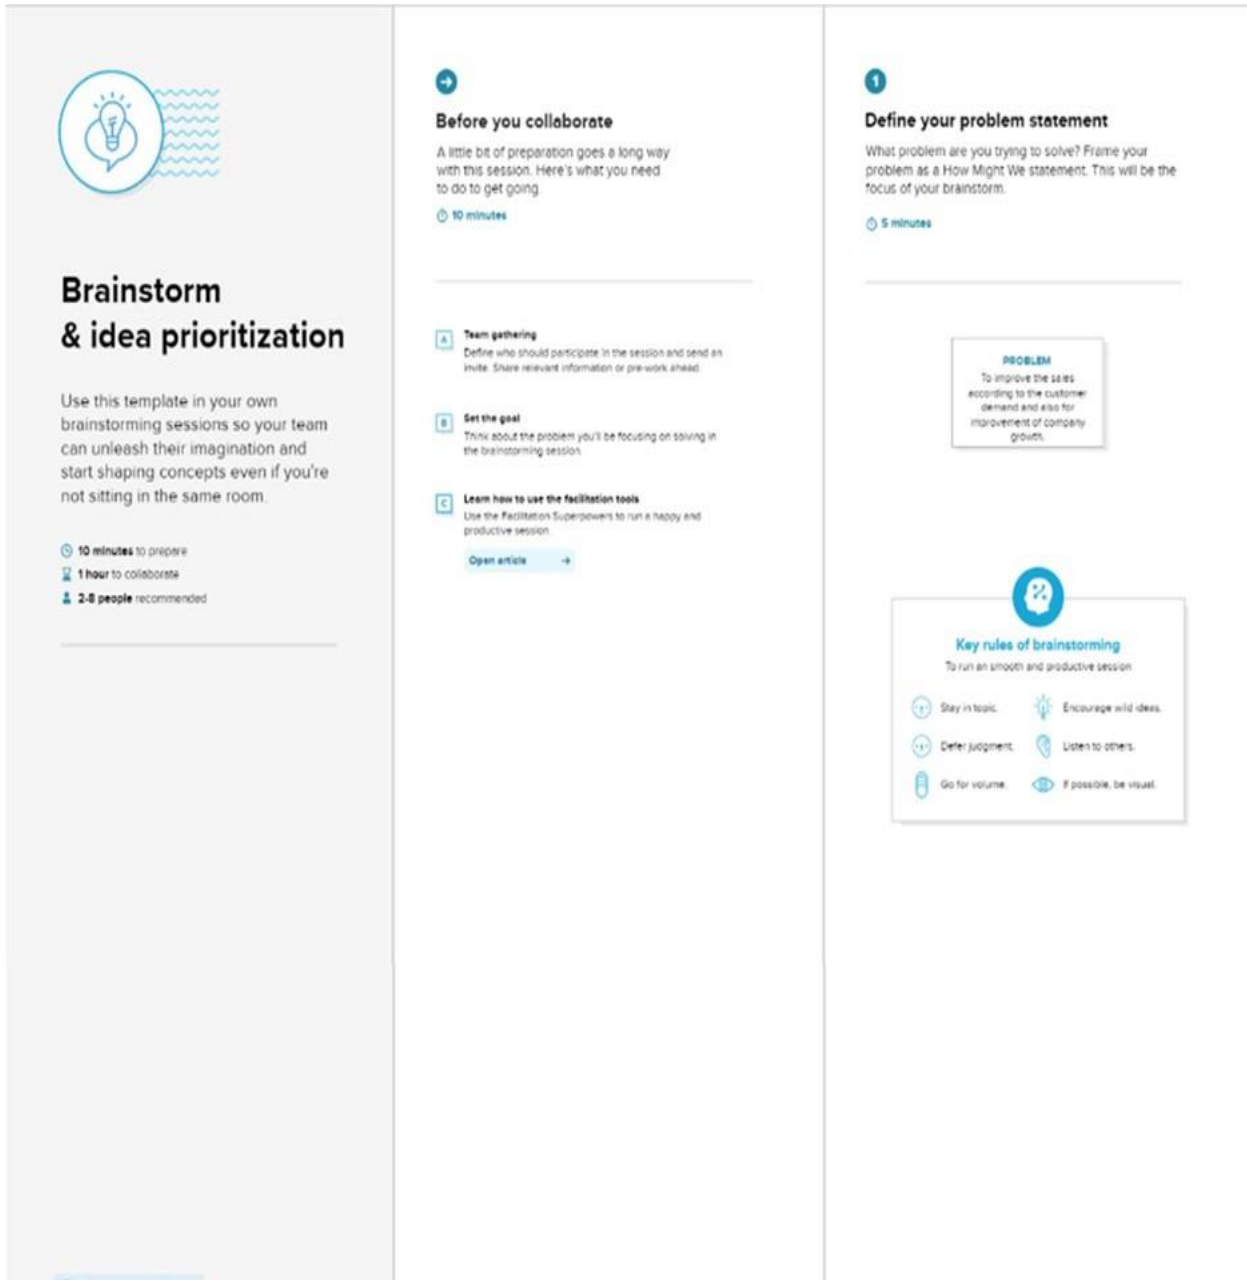 Brainstorm
& idea prioritization
Use this template in your own
brainstorming sessions so your team
can unleash their imagination and
start shaping concepts even if you're
not sitting in the same room.
10 minutes to prepare
1 hour to collaborate
2-8 people recommended
Before you collaborate
A little bit of preparation goes a long way
with this session. Here's what you need
to do to get going.
10 minutes
A
Team gathering
Define who should participate in the session and send an
invite. Share relevant information or pre-work ahead.
B
Set the goal
Think about the problem you'll be focusing on solving in
the brainstorming session.
C
Learn how to use the facilitation tools
Use the Facilitation Superpowers to run a happy and
productive session.
Open article
1
Define your problem statement
What problem are you trying to solve? Frame your
problem as a How Might We statement. This will be the
focus of your brainstorm.
5 minutes
PROBLEM
To improve the sales
according to the customer
demand and also for
improvement of company
growth.
Key rules of brainstorming
To run an smooth and productive session
Stay in topic.
Encourage wild ideas.
Defer judgment.
Listen to others.
Go for volume.
If possible, be visual.